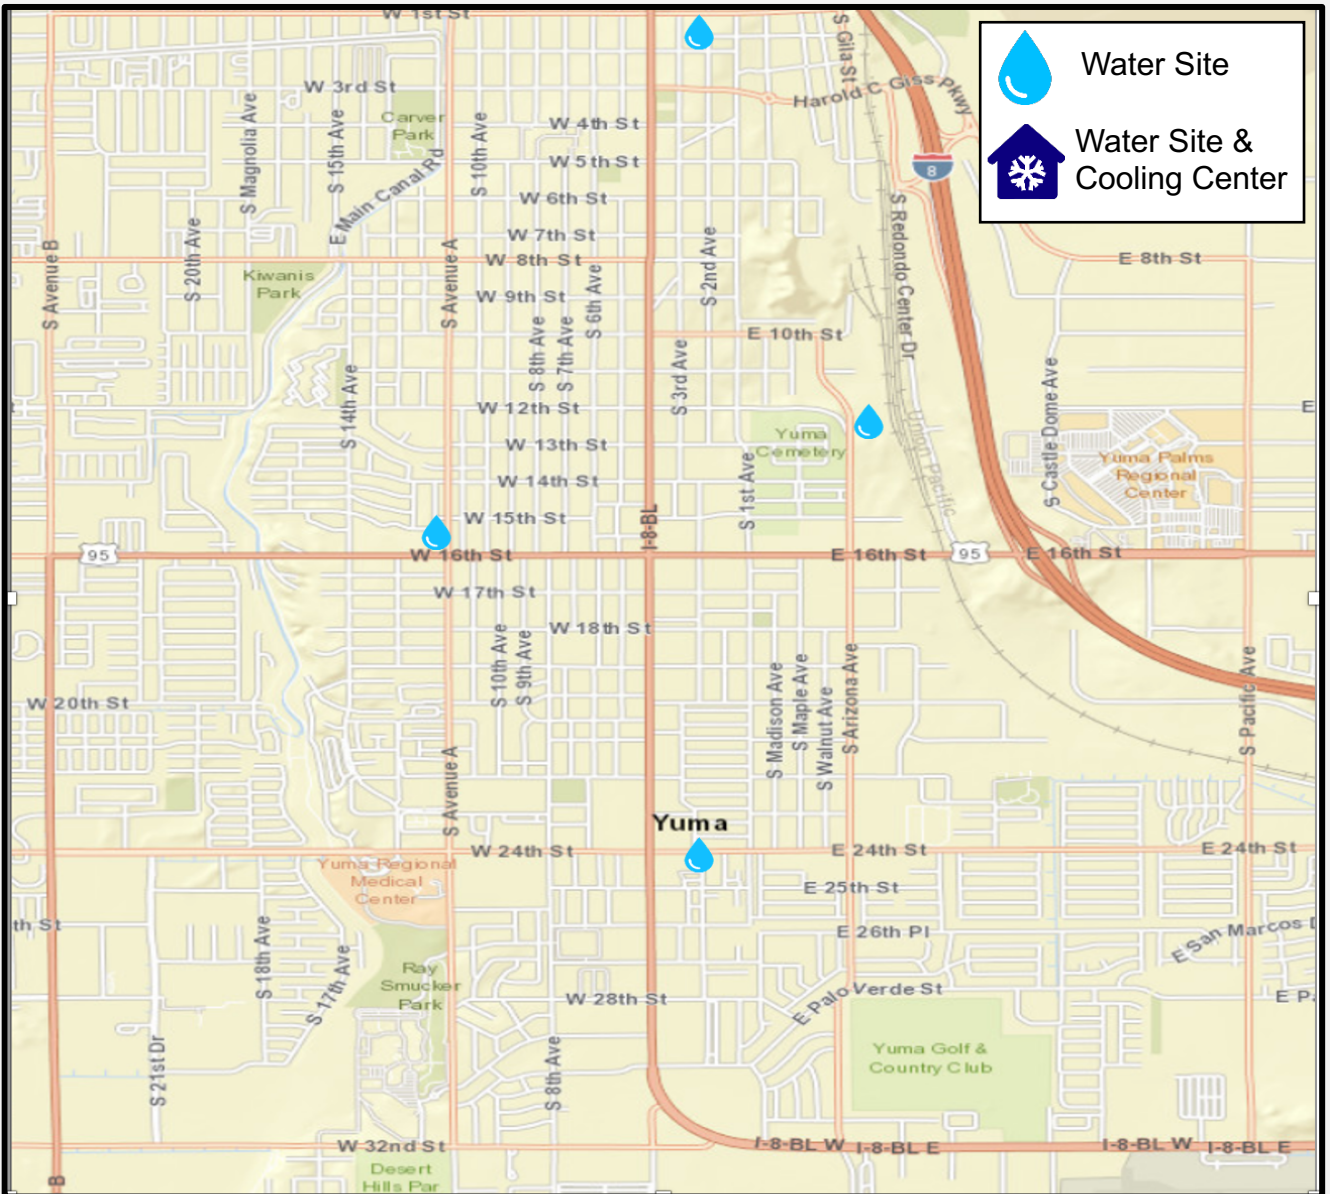 W 1st St
S Gila St
Water Site
Water Site &
Cooling Center
W 3rd St
Harold C Giss Pkwy
Carver
Park
S Magnolia Ave
S 15th Ave
S 10th Ave
W 4th St
W 5th St
8
E Main Canal Rd
W 6th St
S Redondo Center Dr
S 20th Ave
W 7th St
S 2nd Ave
S Avenue B
S Avenue A
W 8th St
E 8th St
Kiwanis
Park
W 9th St
S 6th Ave
S 8th Ave
S 7th Ave
E 10th St
S 3rd Ave
S 14th Ave
S Castle Dome Ave
W 12th St
E
Union Pacific
Yuma
Cemetery
W 13th St
Yuma Palms
Regional
Center
S 1st Ave
W 14th St
W 15th St
I-8-BL
95
W 16th St
E 16th St
95
E 16th St
W 17th St
W 18th St
S 10th Ave
S 9th Ave
S Madison Ave
S Maple Ave
S Walnut Ave
S Arizona Ave
S Pacific Ave
W 20th St
S Avenue A
Yuma
W 24th St
E 24th St
E 24th St
Yuma Regional
Medical
Center
E 25th St
th St
E 26th Pl
E San Marcos D
S 18th Ave
S 17th Ave
Ray
Smucker
Park
W 28th St
E Palo Verde St
E Pa
S 21st Dr
S 8th Ave
Yuma Golf &
Country Club
W 32nd St
I-8-BL W
I-8-BL E
I-8-BL W
I-8-BL E
Desert
Hills Par
B